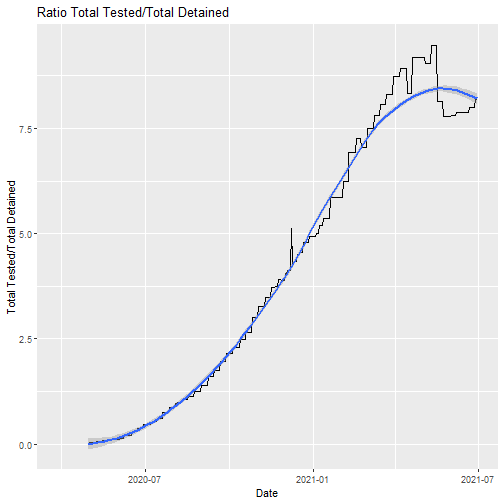 Ratio Total Tested/Total Detained
Total Tested/Total Detained
7.5
5.0
2.5
0.0
2020-07
2021-01
2021-07
Date